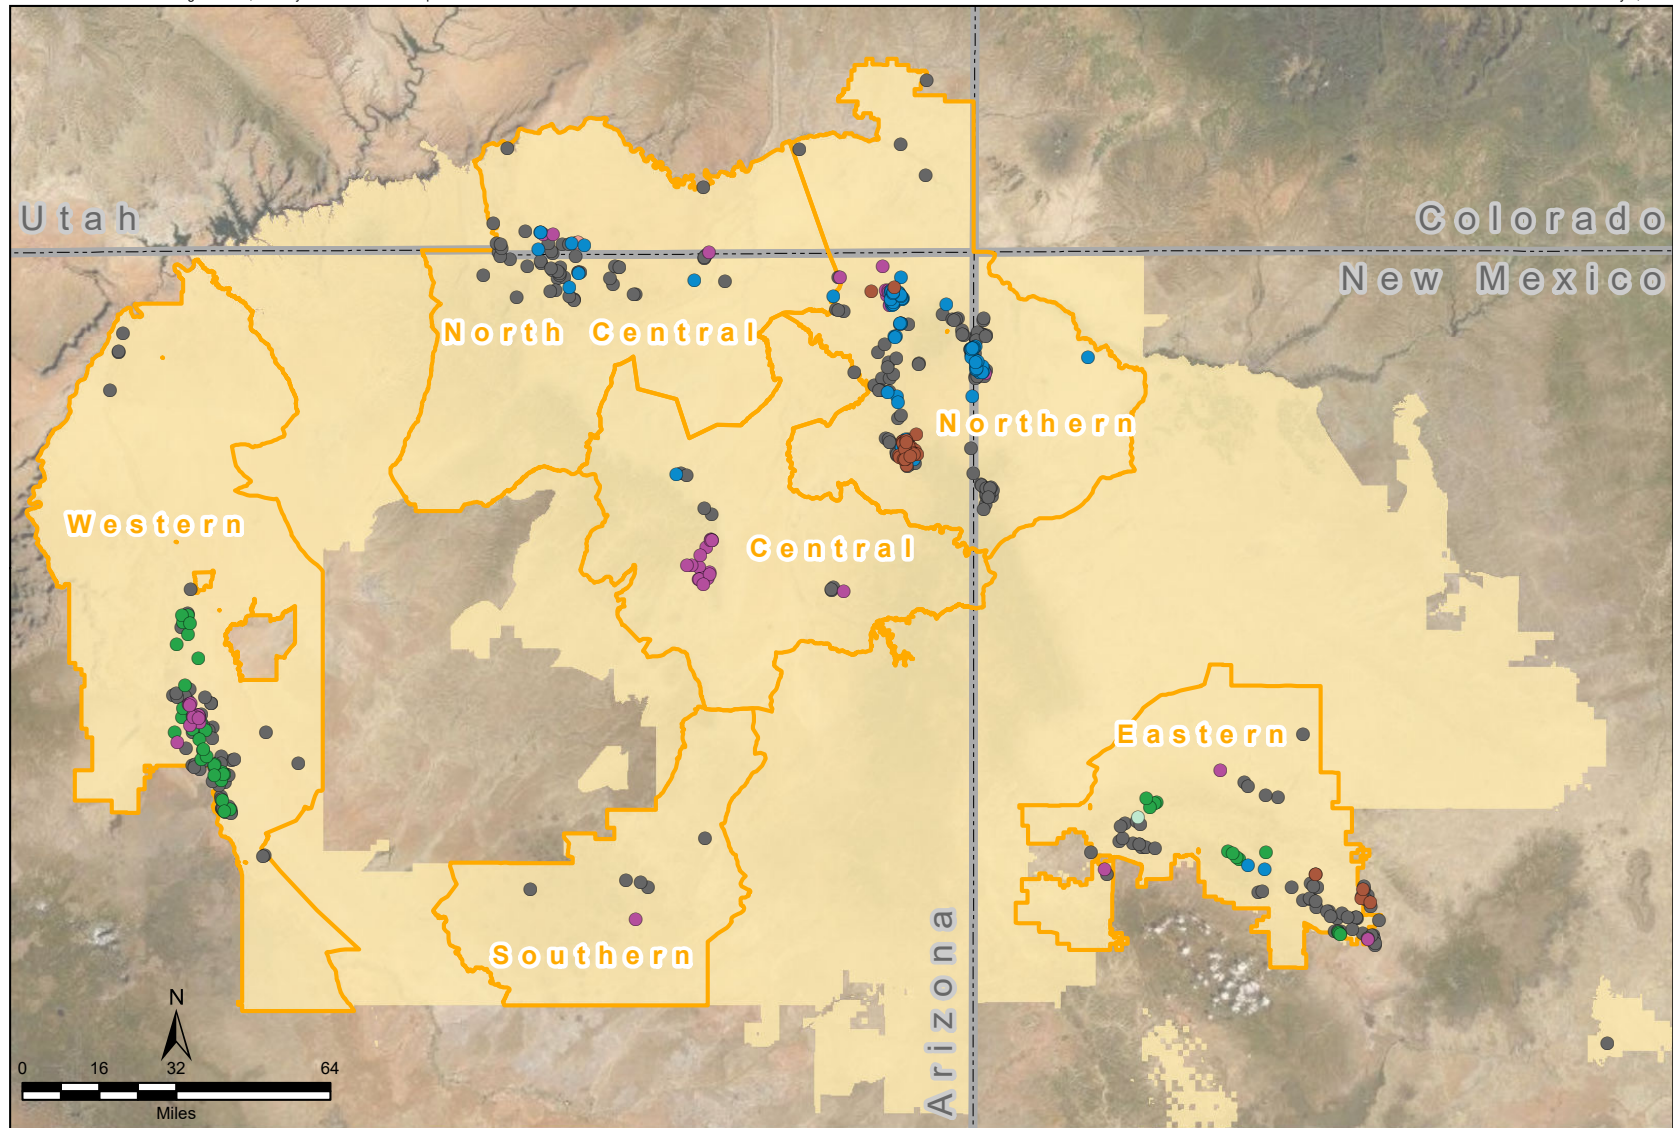 Utah
Colorado
New Mexico
North Central
Northern
Western
Central
Eastern
Southern
Arizona
N
0 16 32 64
Miles